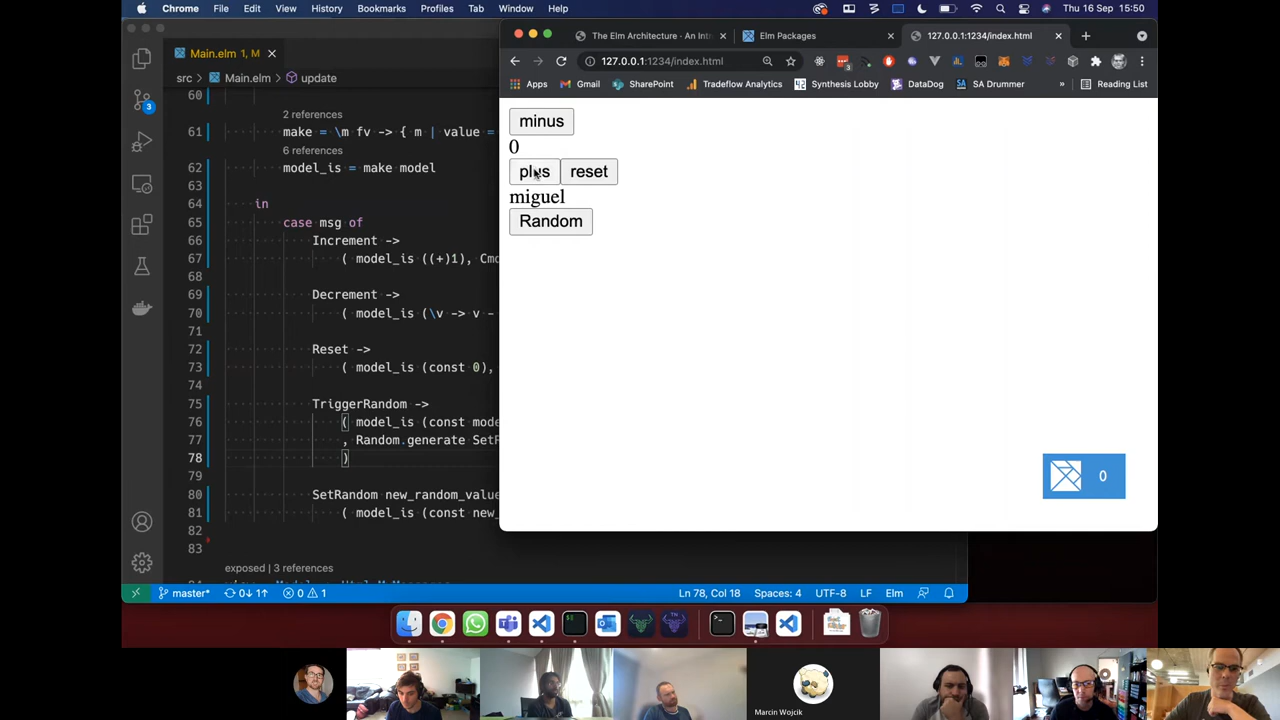 Chrome File Edit View History Bookmarks Profiles Tab Window Help Thu 16 Sep 15:50
Main.elm 1, M
The Elm Architecture · An Int
Elm Packages
127.0.0.1:1234/index.html
127.0.0.1:1234/index.html
src > Main.elm > update
Apps Gmail SharePoint Tradeflow Analytics Synthesis Lobby DataDog SA Drummer » Reading List
60
2 references
61 make = \m fv -> { m | value =
6 references
62 model_is = make model
63
64 in
65 case msg of
66 Increment ->
67 ( model_is ((+)1), Cmd
68
69 Decrement ->
70 ( model_is (\v -> v -
71
72 Reset ->
73 ( model_is (const 0),
74
75 TriggerRandom ->
76 ( model_is (const mode
77 , Random.generate SetR
78 )
79
80 SetRandom new_random_value
81 ( model_is (const new_
82
83
exposed | 3 references
minus
0
plus reset
miguel
Random
0
3
master* 0↓ 1↑ 0 1 Ln 78, Col 18 Spaces: 4 UTF-8 LF Elm
Marcin Wojcik